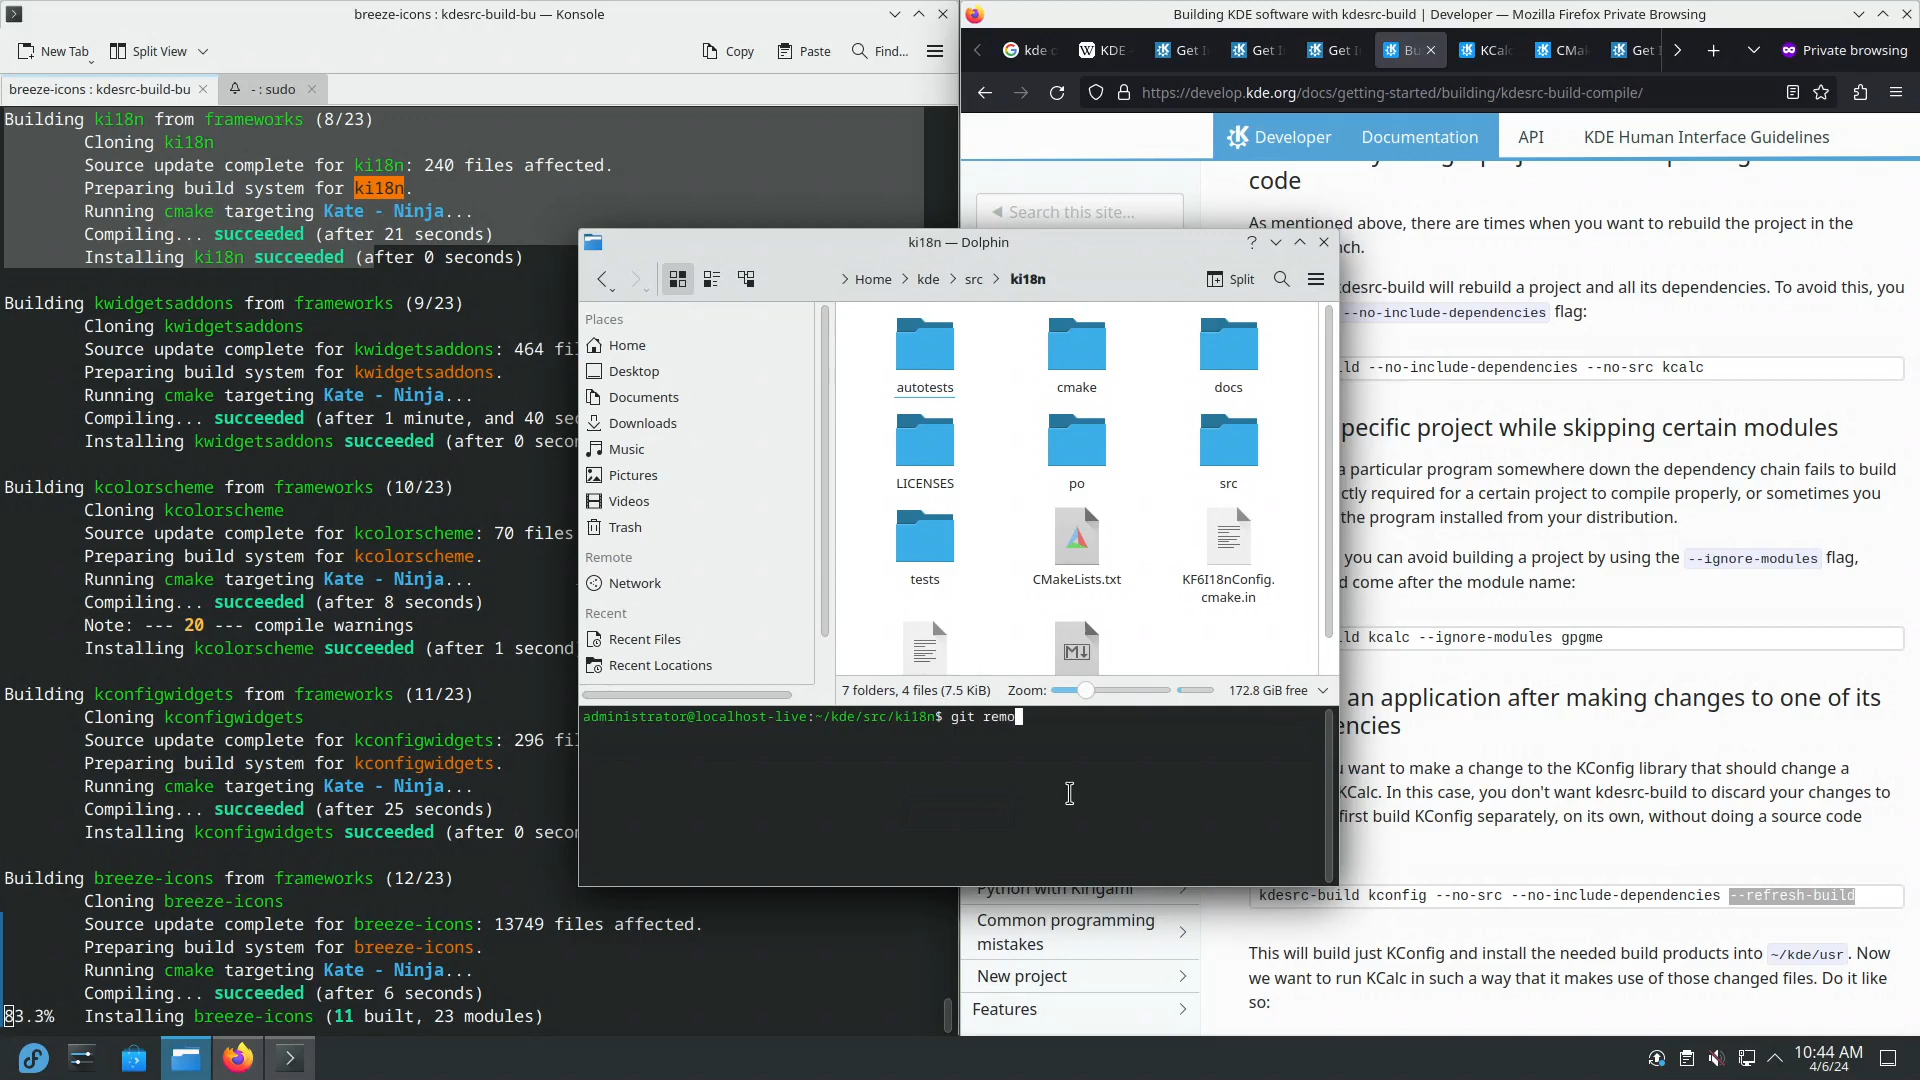 breeze-icons : kdesrc-build-bu — Konsole
New Tab
Split View
Copy
Paste
Find...
breeze-icons : kdesrc-build-bu
- : sudo
Building ki18n from frameworks (8/23)
Cloning ki18n
Source update complete for ki18n: 240 files affected.
Preparing build system for ki18n.
Running cmake targeting Kate - Ninja...
Compiling... succeeded (after 21 seconds)
Installing ki18n succeeded (after 0 seconds)
Building kwidgetsaddons from frameworks (9/23)
Cloning kwidgetsaddons
Source update complete for kwidgetsaddons: 464 fil
Preparing build system for kwidgetsaddons.
Running cmake targeting Kate - Ninja...
Compiling... succeeded (after 1 minute, and 40 sec
Installing kwidgetsaddons succeeded (after 0 secon
Building kcolorscheme from frameworks (10/23)
Cloning kcolorscheme
Source update complete for kcolorscheme: 70 files
Preparing build system for kcolorscheme.
Running cmake targeting Kate - Ninja...
Compiling... succeeded (after 8 seconds)
Note: --- 20 --- compile warnings
Installing kcolorscheme succeeded (after 1 second
Building kconfigwidgets from frameworks (11/23)
Cloning kconfigwidgets
Source update complete for kconfigwidgets: 296 fil
Preparing build system for kconfigwidgets.
Running cmake targeting Kate - Ninja...
Compiling... succeeded (after 25 seconds)
Installing kconfigwidgets succeeded (after 0 secon
Building breeze-icons from frameworks (12/23)
Cloning breeze-icons
Source update complete for breeze-icons: 13749 files affected.
Preparing build system for breeze-icons.
Running cmake targeting Kate - Ninja...
Compiling... succeeded (after 6 seconds)
83.3% Installing breeze-icons (11 built, 23 modules)
ki18n — Dolphin
Home
kde
src
ki18n
Split
Places
Home
Desktop
Documents
Downloads
Music
Pictures
Videos
Trash
Remote
Network
Recent
Recent Files
Recent Locations
autotests
cmake
docs
LICENSES
po
src
tests
CMakeLists.txt
KF6I18nConfig.
cmake.in
7 folders, 4 files (7.5 KiB)
Zoom:
172.8 GiB free
administrator@localhost-live:~/kde/src/ki18n$ git remo
Building KDE software with kdesrc-build | Developer — Mozilla Firefox Private Browsing
kde c
KDE
Get I
Get I
Get I
Bu
KCalc
CMa
Get I
Private browsing
https://develop.kde.org/docs/getting-started/building/kdesrc-build-compile/
Developer
Documentation
API
KDE Human Interface Guidelines
Search this site...
code
As mentioned above, there are times when you want to rebuild the project in the
nch.
kdesrc-build will rebuild a project and all its dependencies. To avoid this, you
--no-include-dependencies flag:
ld --no-include-dependencies --no-src kcalc
pecific project while skipping certain modules
a particular program somewhere down the dependency chain fails to build
ctly required for a certain project to compile properly, or sometimes you
the program installed from your distribution.
you can avoid building a project by using the --ignore-modules flag,
d come after the module name:
ld kcalc --ignore-modules gpgme
an application after making changes to one of its
encies
want to make a change to the KConfig library that should change a
KCalc. In this case, you don't want kdesrc-build to discard your changes to
first build KConfig separately, on its own, without doing a source code
kdesrc-build kconfig --no-src --no-include-dependencies --refresh-build
This will build just KConfig and install the needed build products into ~/kde/usr . Now
we want to run KCalc in such a way that it makes use of those changed files. Do it like
so:
Python with Kirigami
Common programming
mistakes
New project
Features
10:44 AM
4/6/24